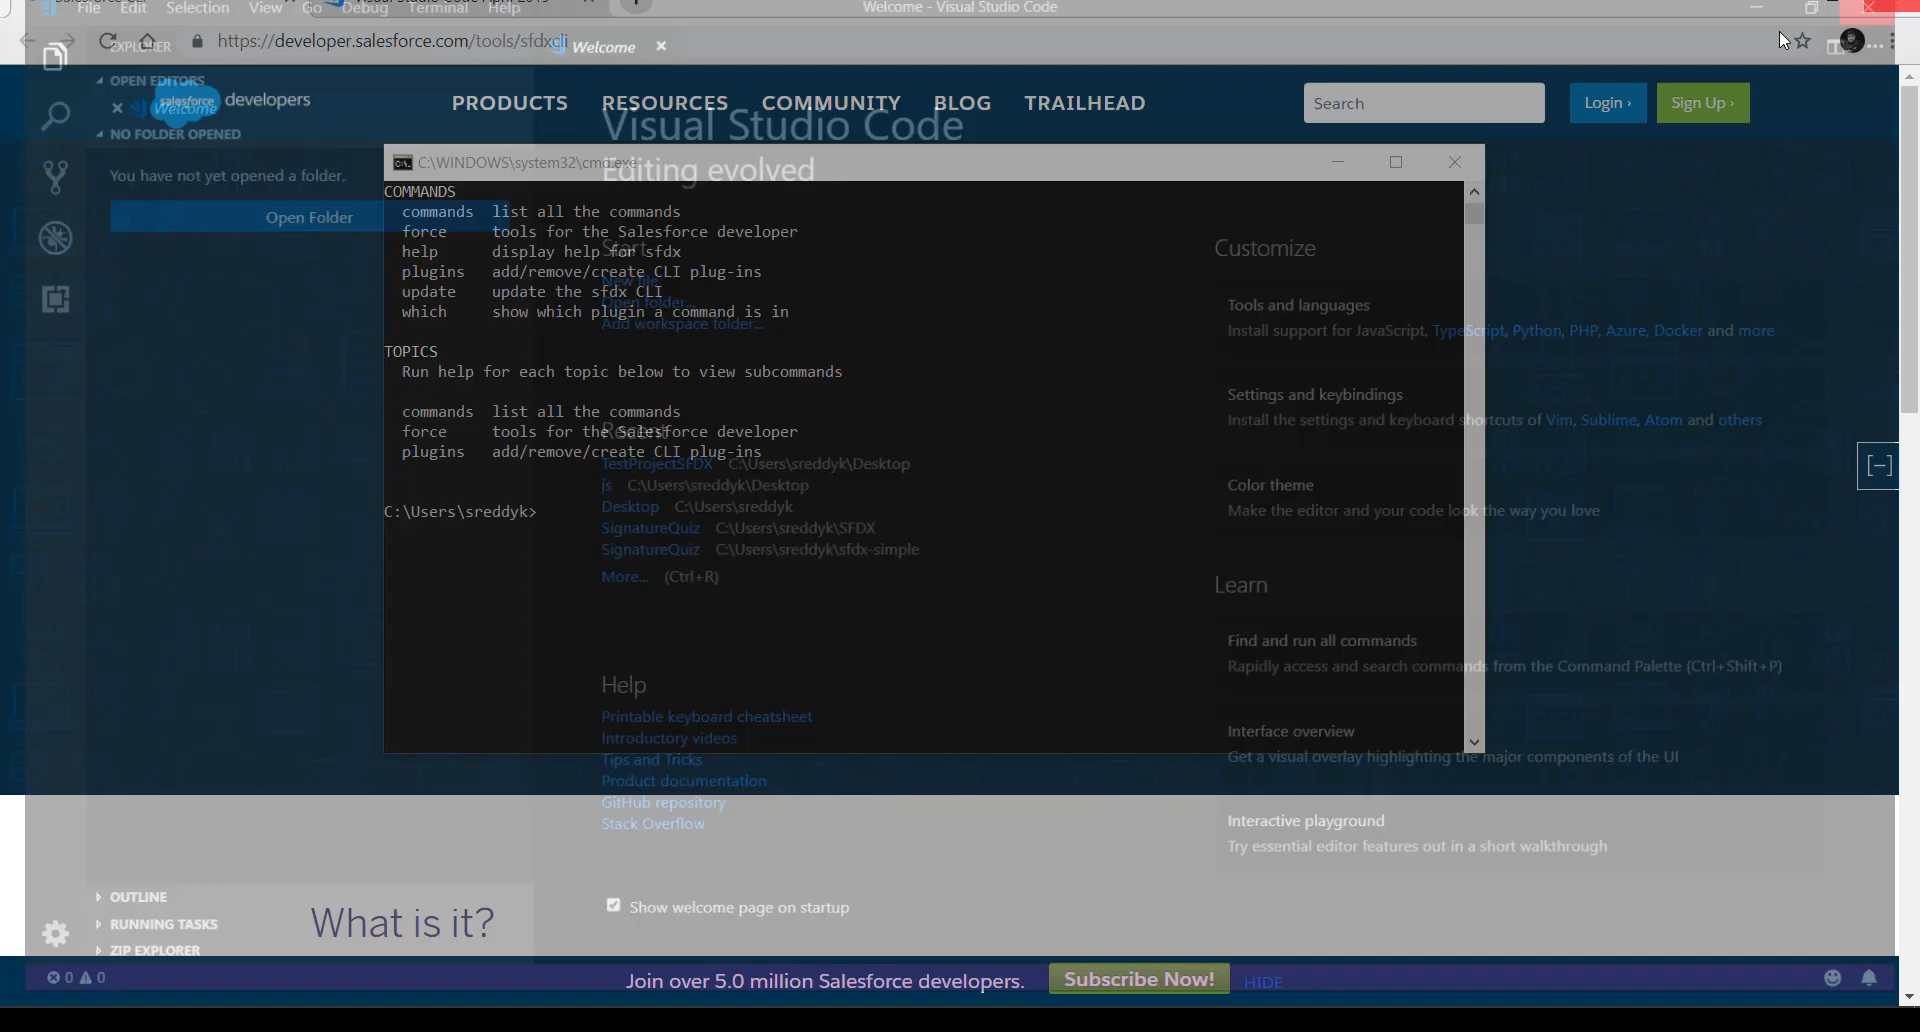 File Edit Selection View Go Debug Terminal Help
Welcome - Visual Studio Code
https://developer.salesforce.com/tools/sfdxcli
EXPLORER
Welcome
OPEN EDITORS
Welcome
NO FOLDER OPENED
You have not yet opened a folder.
Open Folder
salesforce developers
PRODUCTS RESOURCES COMMUNITY BLOG TRAILHEAD
Search
Login ›
Sign Up ›
Visual Studio Code
Editing evolved
C:\WINDOWS\system32\cmd.exe
COMMANDS
commands list all the commands
force tools for the Salesforce developer
help display help for sfdx
plugins add/remove/create CLI plug-ins
update update the sfdx CLI
which show which plugin a command is in
TOPICS
Run help for each topic below to view subcommands
commands list all the commands
force tools for the Salesforce developer
plugins add/remove/create CLI plug-ins
C:\Users\sreddyk>
Start
New file
Open folder...
Add workspace folder...
Recent
TestProjectSFDX C:\Users\sreddyk\Desktop
js C:\Users\sreddyk\Desktop
Desktop C:\Users\sreddyk
SignatureQuiz C:\Users\sreddyk\SFDX
SignatureQuiz C:\Users\sreddyk\sfdx-simple
More... (Ctrl+R)
Help
Printable keyboard cheatsheet
Introductory videos
Tips and Tricks
Product documentation
GitHub repository
Stack Overflow
Show welcome page on startup
Customize
Tools and languages
Install support for JavaScript, TypeScript, Python, PHP, Azure, Docker and more
Settings and keybindings
Install the settings and keyboard shortcuts of Vim, Sublime, Atom and others
Color theme
Make the editor and your code look the way you love
Learn
Find and run all commands
Rapidly access and search commands from the Command Palette (Ctrl+Shift+P)
Interface overview
Get a visual overlay highlighting the major components of the UI
Interactive playground
Try essential editor features out in a short walkthrough
[−]
OUTLINE
RUNNING TASKS
ZIP EXPLORER
What is it?
0 0
Join over 5.0 million Salesforce developers.
Subscribe Now!
HIDE